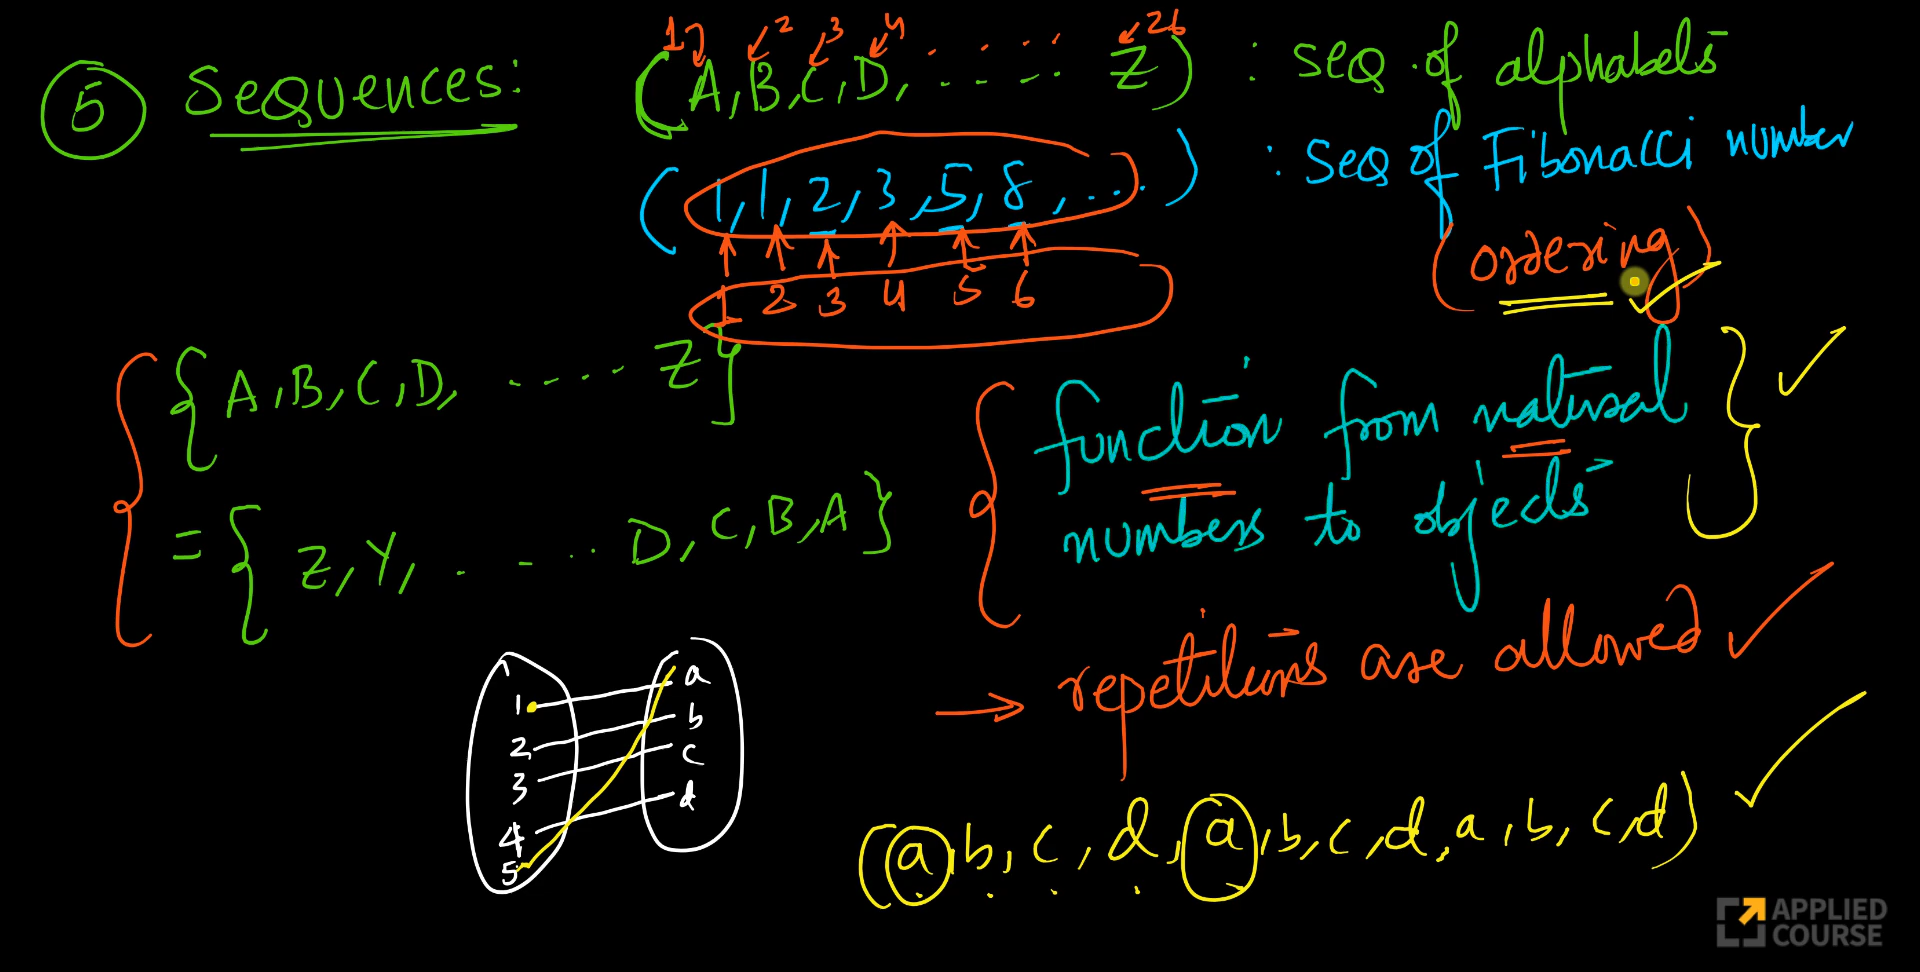 1 2 3 4 . . . . 26
5 Sequences: (A, B, C, D, ..... Z) : seq. of alphabets
(1, 1, 2, 3, 5, 8, ...) : seq of Fibonacci number
1 2 3 4 5 6
(ordering)
{A, B, C, D, ..... Z}
= {Z, Y, ..... D, C, B, A}
{function from natural
numbers to objects}
→ repetitions are allowed
1 a
2 b
3 c
4 d
5
(a, b, c, d, a, b, c, d, a, b, c, d)
APPLIED
COURSE